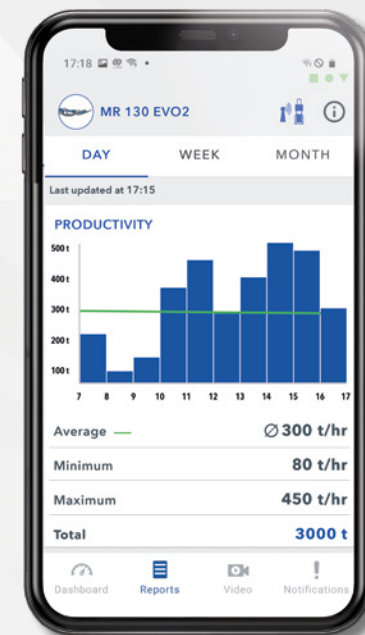 17:18
MR 130 EVO2
DAY WEEK MONTH
Last updated at 17:15
PRODUCTIVITY
500 t
400 t
300 t
200 t
100 t
7 8 9 10 11 12 13 14 15 16 17
Average Ø 300 t/hr
Minimum 80 t/hr
Maximum 450 t/hr
Total 3000 t
Dashboard Reports Video Notifications